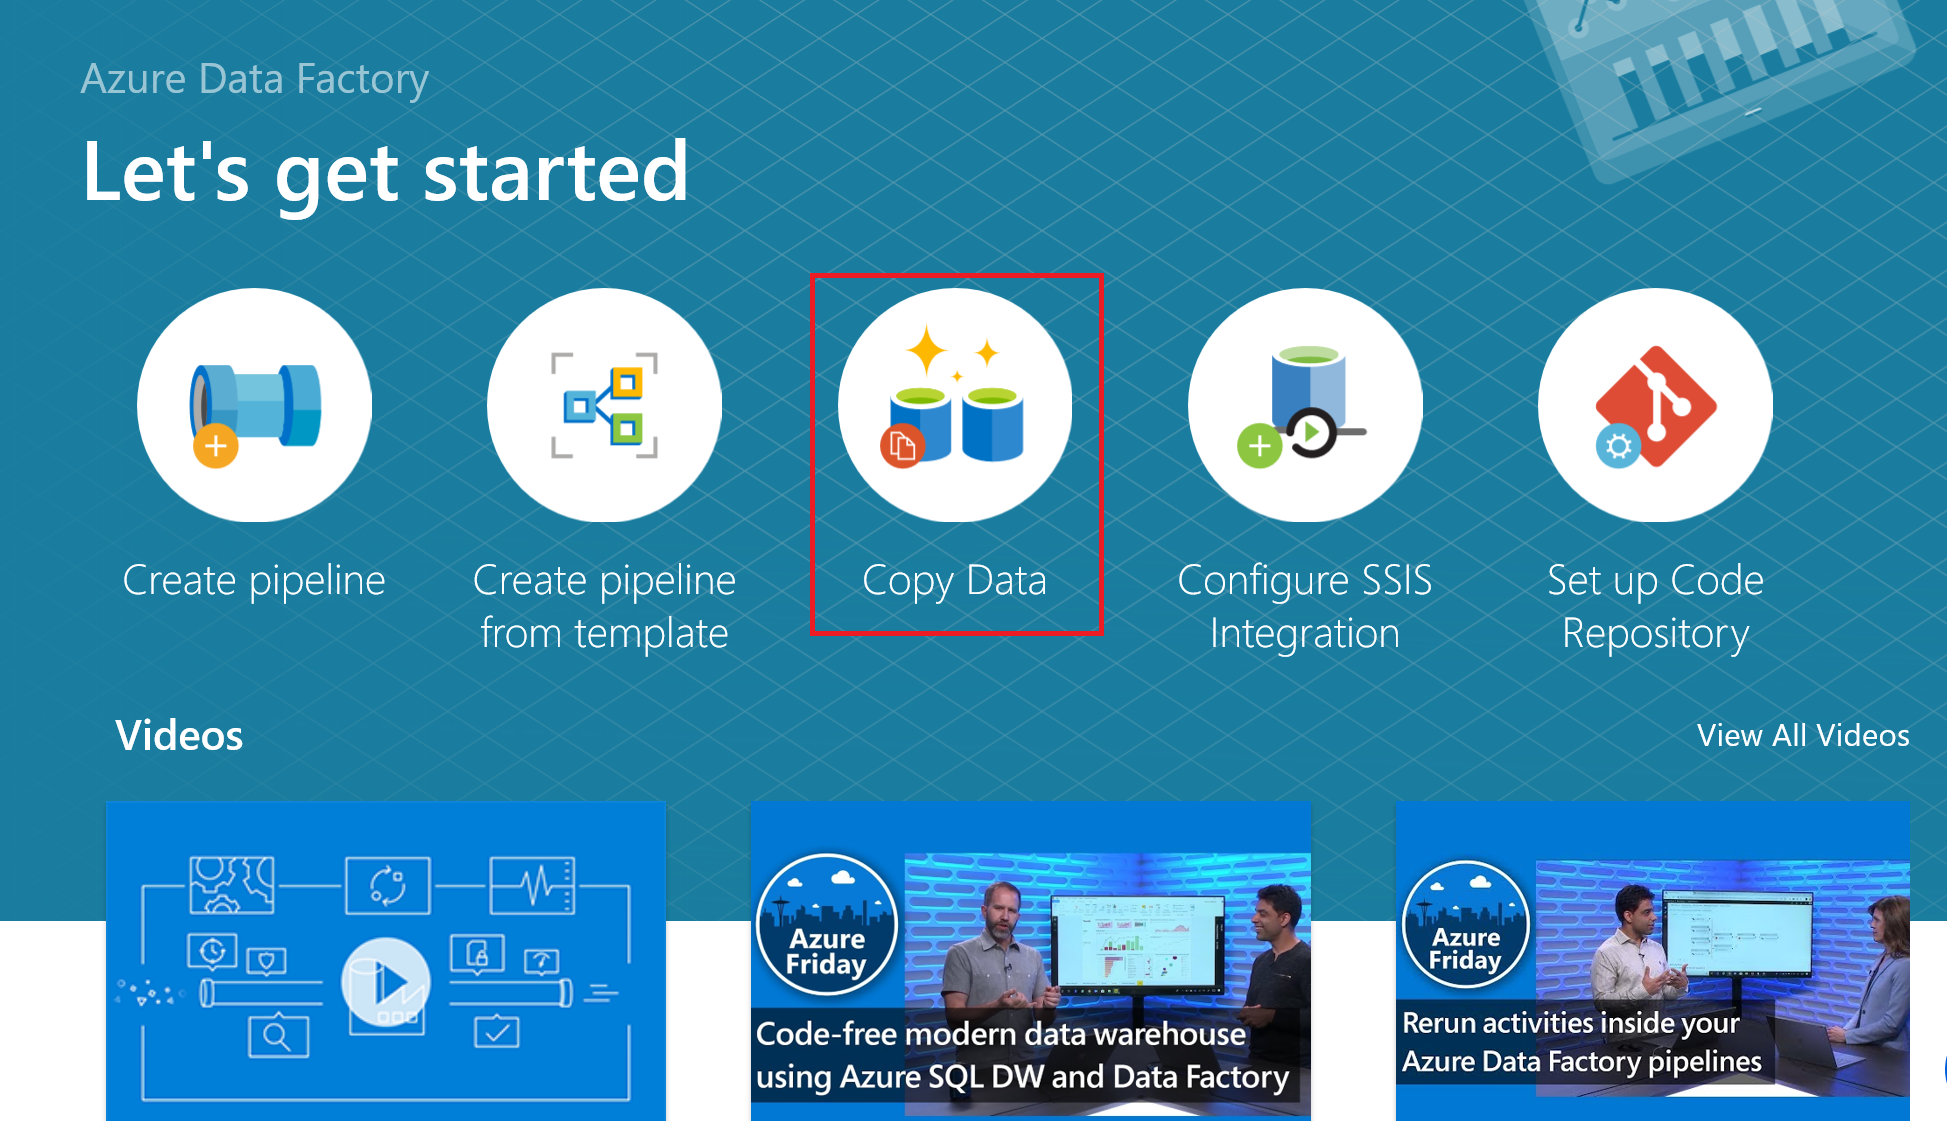 Azure Data Factory
Let's get started
Create pipeline
Create pipeline
from template
Copy Data
Configure SSIS
Integration
Set up Code
Repository
Videos
View All Videos
Azure
Friday
Code-free modern data warehouse
using Azure SQL DW and Data Factory
Azure
Friday
Rerun activities inside your
Azure Data Factory pipelines